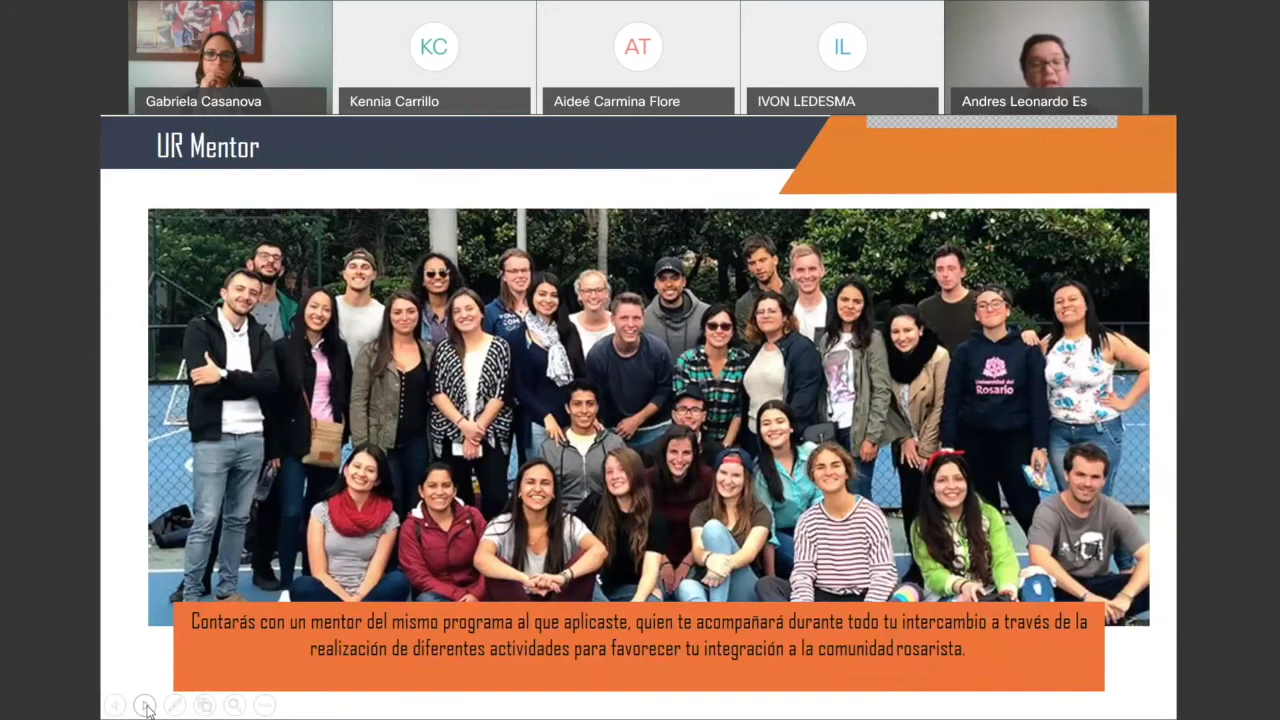 KC
AT
IL
Gabriela Casanova
Kennia Carrillo
Aideé Carmina Flore
IVON LEDESMA
Andres Leonardo Es
UR Mentor
Universidad del
Rosario
Contarás con un mentor del mismo programa al que aplicaste, quien te acompañará durante todo tu intercambio a través de la
realización de diferentes actividades para favorecer tu integración a la comunidad rosarista.